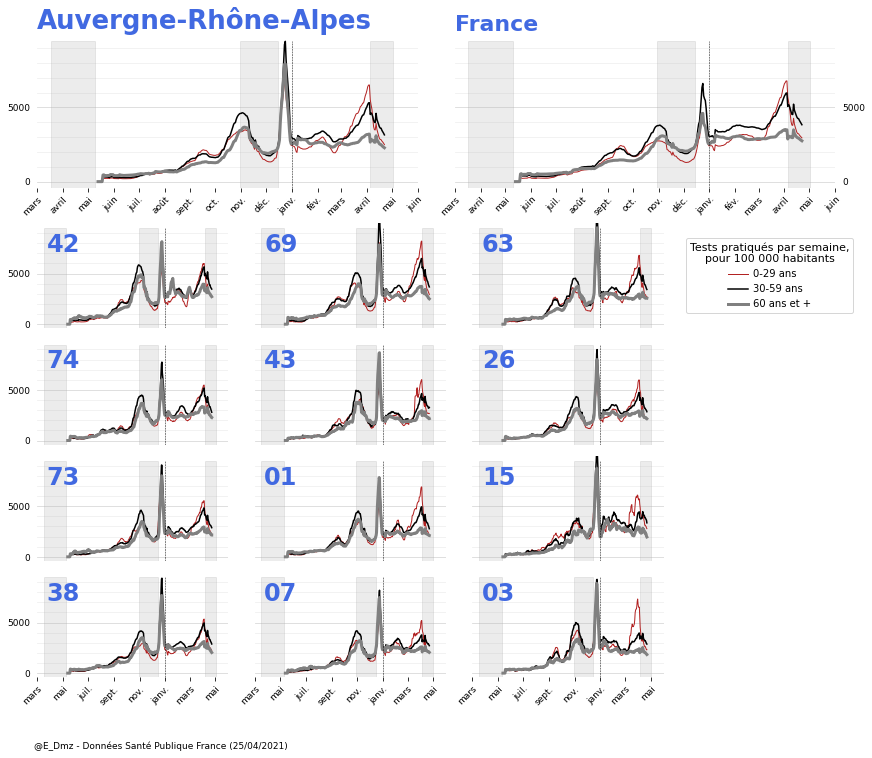 Auvergne-Rhône-Alpes
France
5000
0
5000
0
mars avril mai juin juil. août sept. oct. nov. déc. janv. fév. mars avril mai juin
mars avril mai juin juil. août sept. oct. nov. déc. janv. fév. mars avril mai juin
42
69
63
5000
0
Tests pratiqués par semaine,
pour 100 000 habitants
0-29 ans
30-59 ans
60 ans et +
74
43
26
5000
0
73
01
15
5000
0
38
07
03
5000
0
mars mai juil. sept. nov. janv. mars mai
mars mai juil. sept. nov. janv. mars mai
mars mai juil. sept. nov. janv. mars mai
@E_Dmz - Données Santé Publique France (25/04/2021)